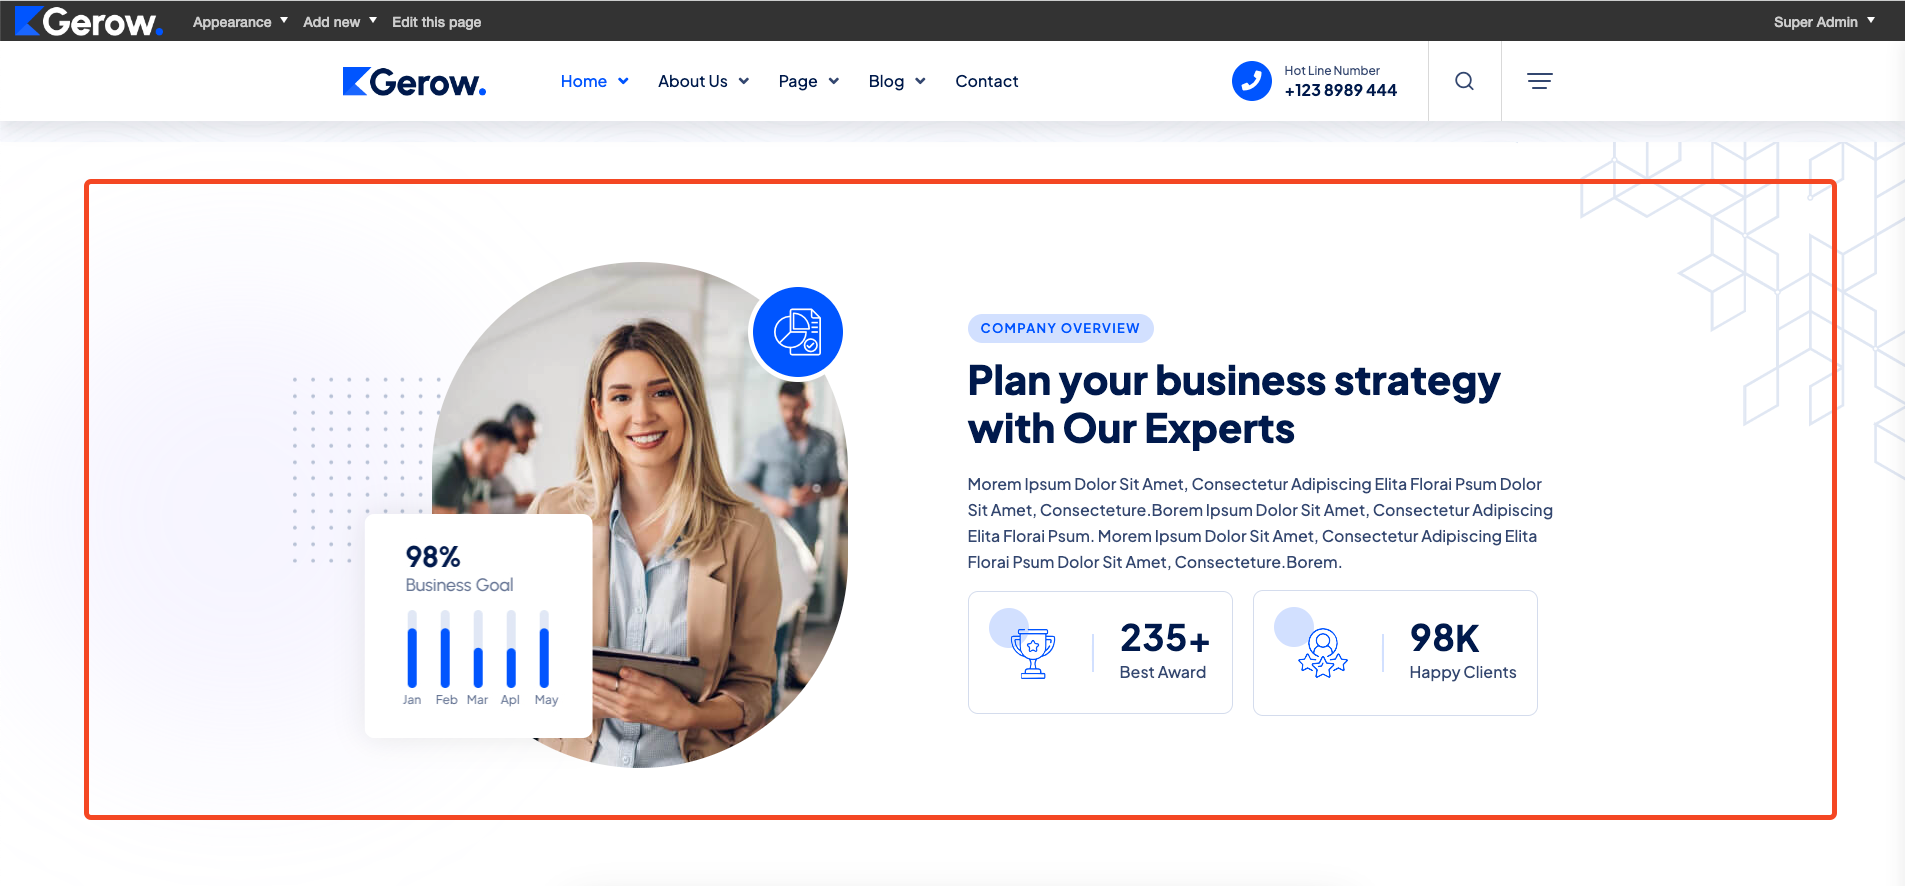 Gerow.
Appearance Add new Edit this page Super Admin
Gerow.
Home About Us Page Blog Contact
Hot Line Number
+123 8989 444
COMPANY OVERVIEW
Plan your business strategy
with Our Experts
Morem Ipsum Dolor Sit Amet, Consectetur Adipiscing Elita Florai Psum Dolor
Sit Amet, Consecteture.Borem Ipsum Dolor Sit Amet, Consectetur Adipiscing
Elita Florai Psum. Morem Ipsum Dolor Sit Amet, Consectetur Adipiscing Elita
Florai Psum Dolor Sit Amet, Consecteture.Borem.
98%
Business Goal
Jan Feb Mar Apl May
235+
Best Award
98K
Happy Clients